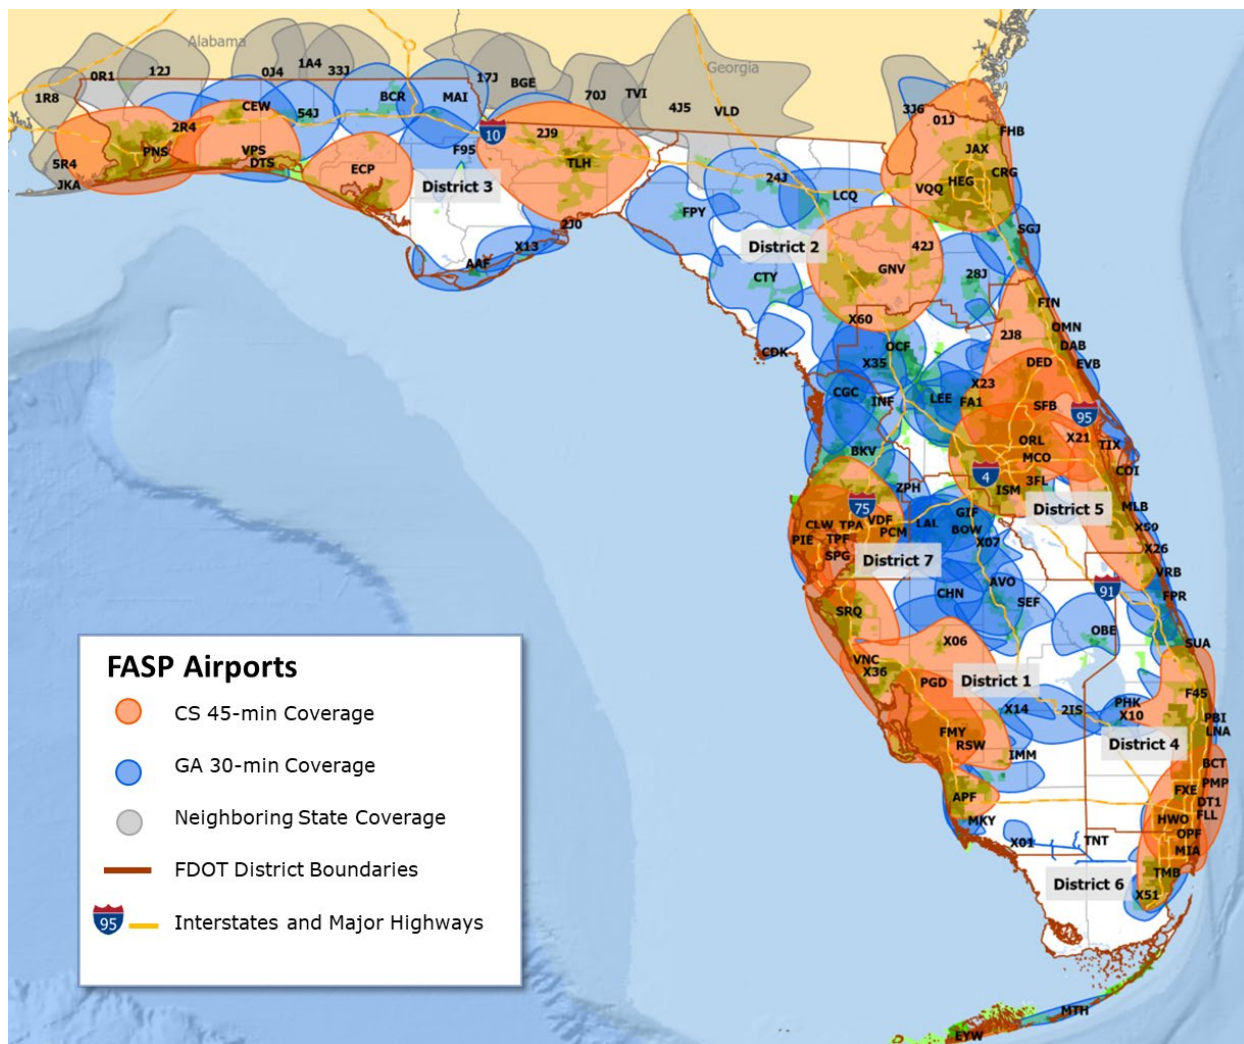 Alabama
Georgia
0R1
12J
0J4
1A4
33J
17J
BGE
70J
TVI
4J5
VLD
1R8
CEW
54J
BCR
MAI
3J6
01J
FHB
2R4
PNS
VPS
DTS
5R4
JKA
ECP
F95
10
2J9
TLH
JAX
CRG
VQQ
HEG
District 3
24J
LCQ
FPY
2J0
X13
AAF
District 2
42J
GNV
SGJ
28J
CTY
X60
CDK
FIN
2J8
OMN
DAB
EVB
OCF
X35
DED
CGC
INF
LEE
FA1
X23
SFB
95
BKV
ORL
MCO
X21
TIX
COI
4
ISM
3FL
ZPH
75
District 5
MLB
GIF
LAL
BOW
VDF
CLW
TPA
PCM
PIE
TPF
SPG
X07
X59
X26
District 7
VRB
FPR
91
CHN
AVO
SEF
SRQ
OBE
X06
SUA
VNC
X36
PGD
District 1
F45
X14
2IS
PHK
X10
PBI
LNA
FMY
RSW
IMM
District 4
BCT
PMP
FXE
DT1
FLL
APF
MKY
HWO
OPF
MIA
X01
TNT
TMB
District 6
X51
MTH
EYW
FASP Airports
CS 45-min Coverage
GA 30-min Coverage
Neighboring State Coverage
FDOT District Boundaries
95
Interstates and Major Highways